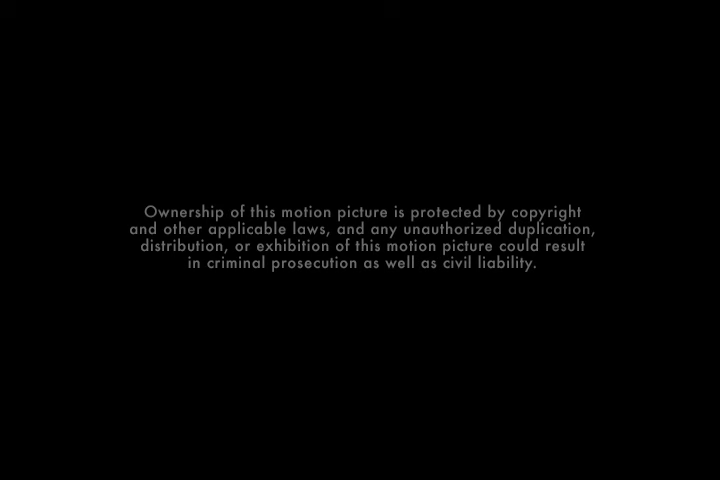 Ownership of this motion picture is protected by copyright
and other applicable laws, and any unauthorized duplication,
distribution, or exhibition of this motion picture could result
in criminal prosecution as well as civil liability.